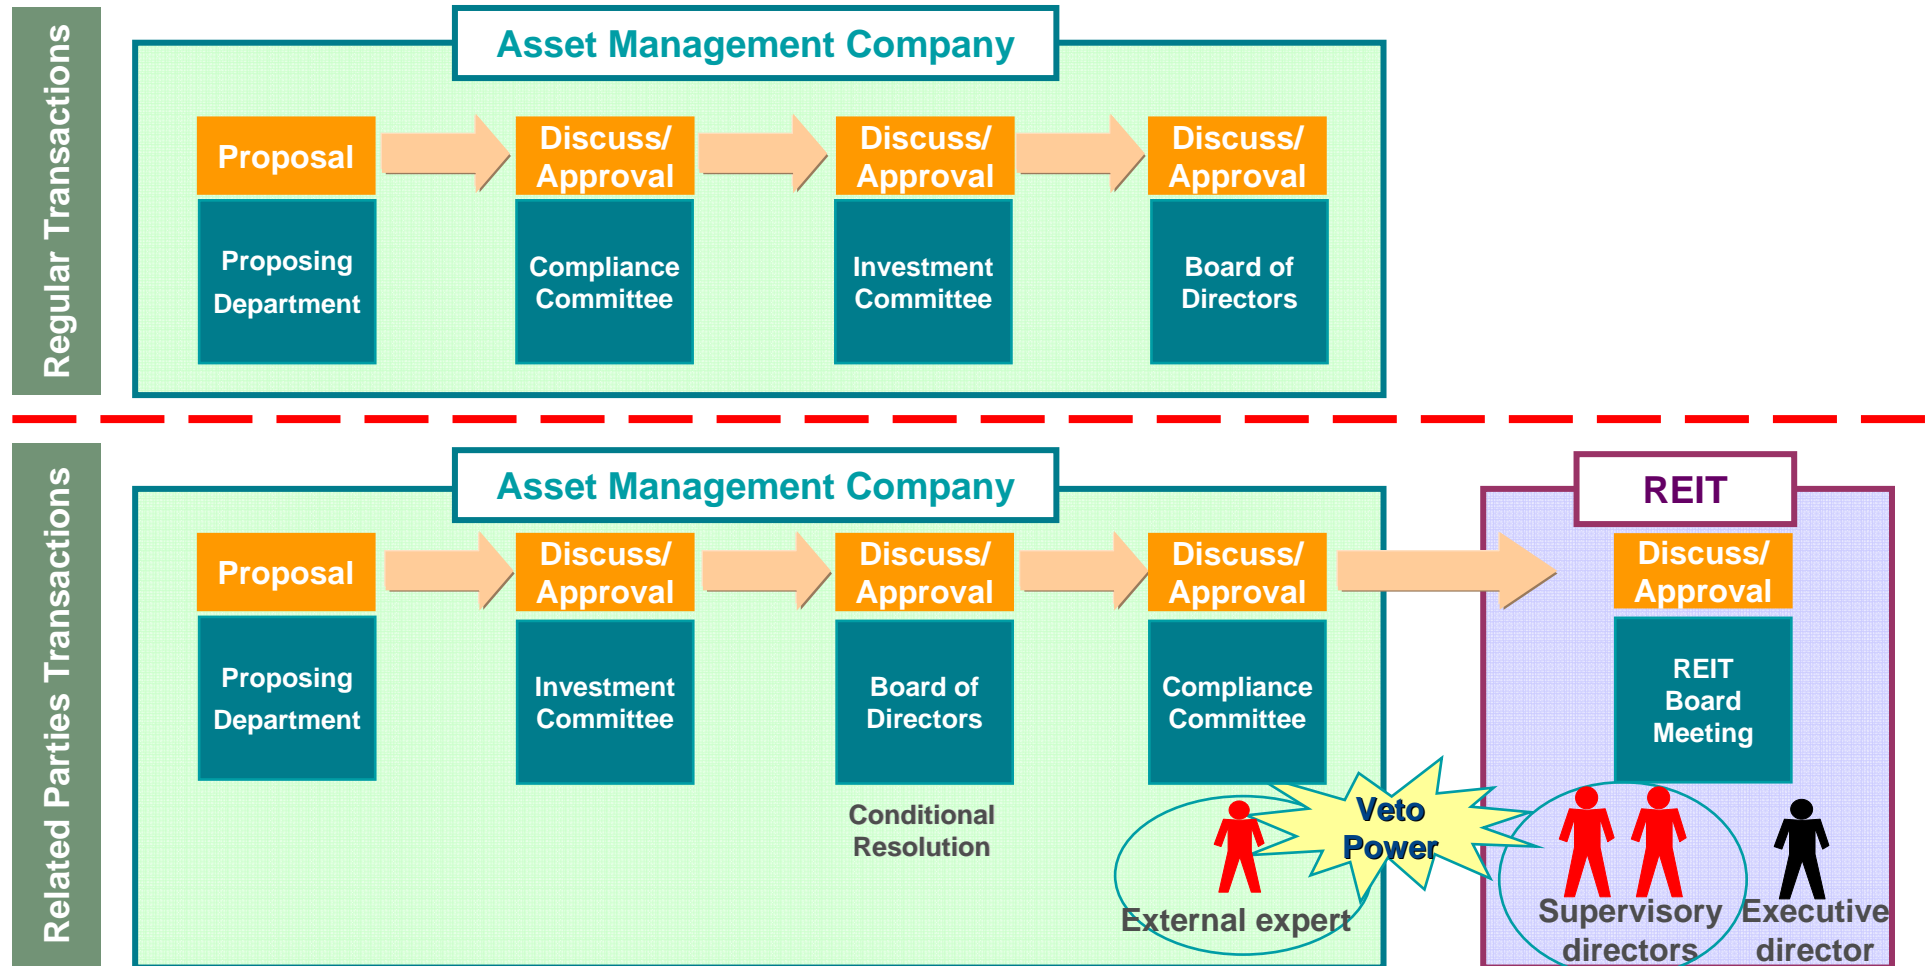 Regular Transactions
Asset Management Company
Proposal
Discuss/
Approval
Discuss/
Approval
Discuss/
Approval
Proposing
Department
Compliance
Committee
Investment
Committee
Board of
Directors
Related Parties Transactions
Asset Management Company
REIT
Proposal
Discuss/
Approval
Discuss/
Approval
Discuss/
Approval
Discuss/
Approval
Proposing
Department
Investment
Committee
Board of
Directors
Compliance
Committee
REIT
Board
Meeting
Conditional
Resolution
Veto
Power
External expert
Supervisory
directors
Executive
director